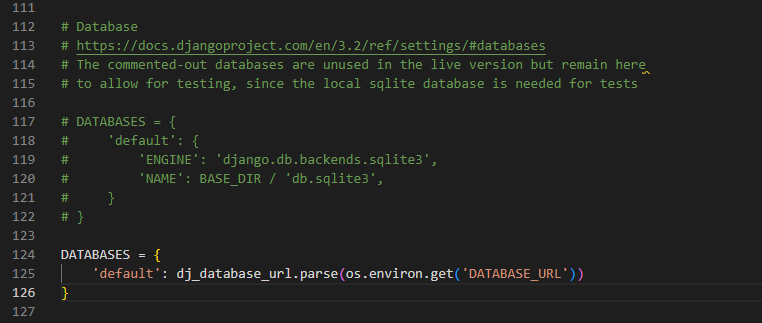 111
112 # Database
113 # https://docs.djangoproject.com/en/3.2/ref/settings/#databases
114 # The commented-out databases are unused in the live version but remain here
115 # to allow for testing, since the local sqlite database is needed for tests
116
117 # DATABASES = {
118 #     'default': {
119 #         'ENGINE': 'django.db.backends.sqlite3',
120 #         'NAME': BASE_DIR / 'db.sqlite3',
121 #     }
122 # }
123
124 DATABASES = {
125     'default': dj_database_url.parse(os.environ.get('DATABASE_URL'))
126 }
127